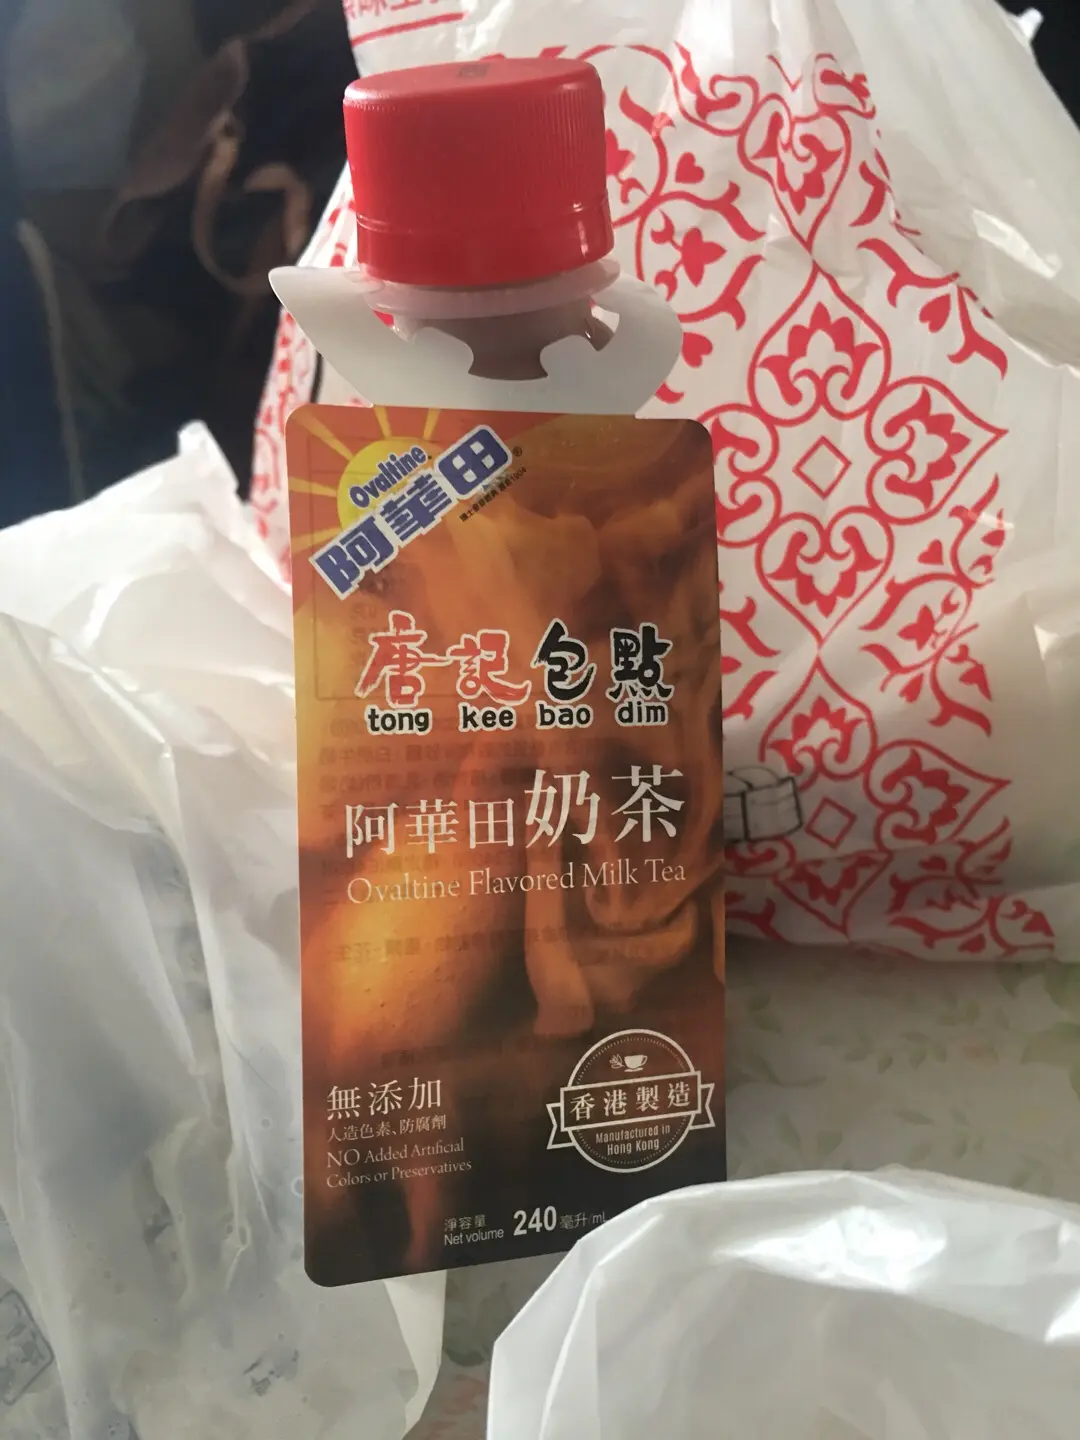 Ovaltine
阿華田®
唐記包點
tong kee bao dim
阿華田奶茶
Ovaltine Flavored Milk Tea
無添加
人造色素、防腐劑
NO Added Artificial
Colors or Preservatives
香港製造
Manufactured in
Hong Kong
淨容量
Net volume 240 毫升/mL